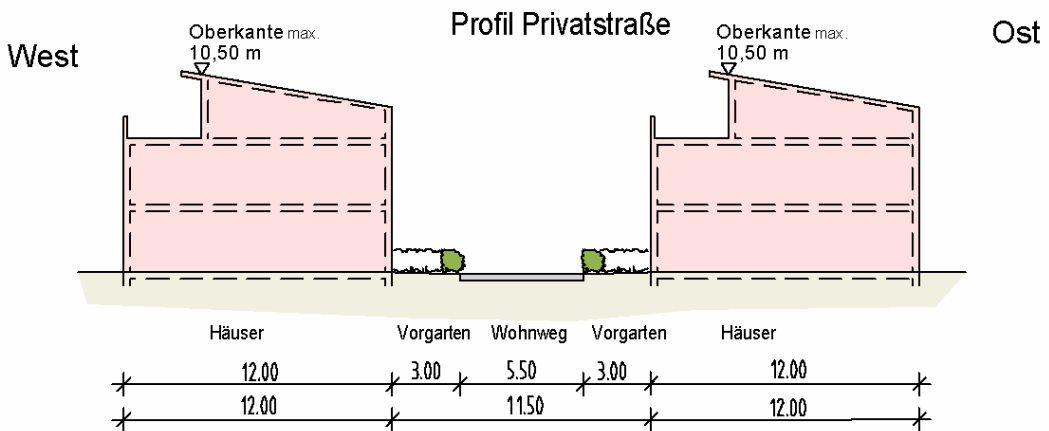 Profil Privatstraße
West
Ost
Oberkante max.
10,50 m
Oberkante max.
10,50 m
Häuser
Vorgarten
Wohnweg
Vorgarten
Häuser
12.00
3.00
5.50
3.00
12.00
12.00
11.50
12.00